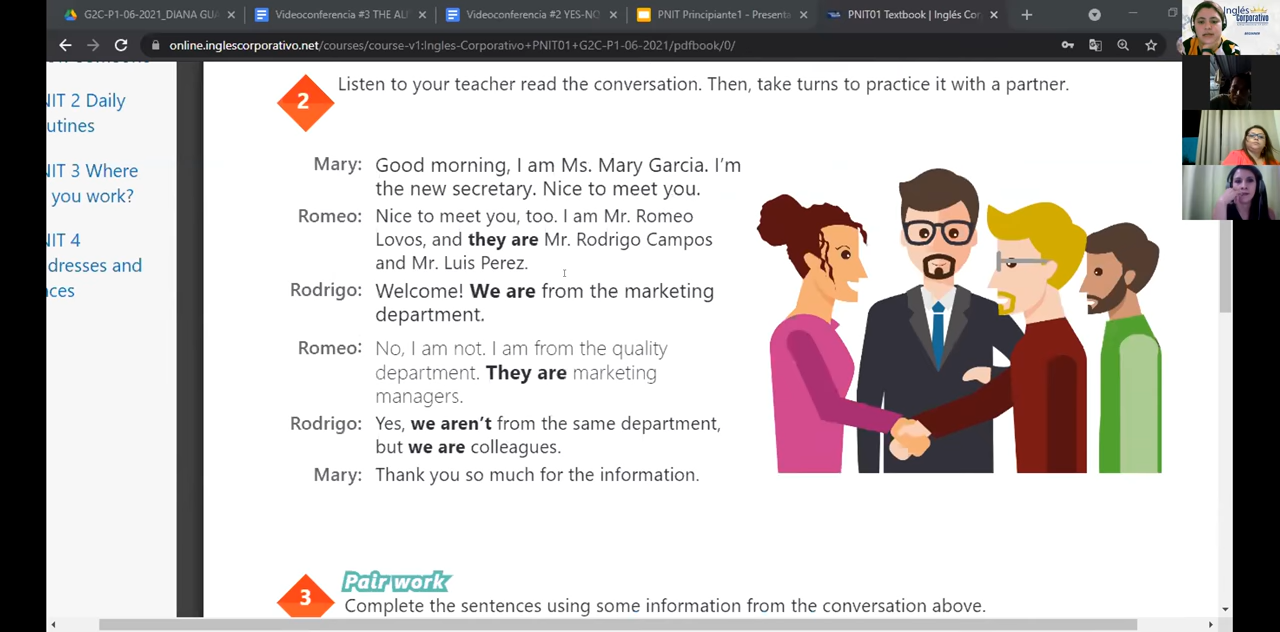 G2C-P1-06-2021_DIANA GUA
Videoconferencia #3 THE AL
Videoconferencia #2 YES-NO
PNIT Principiante1 - Presenta
PNIT01 Textbook | Inglés Cor
online.inglescorporativo.net/courses/course-v1:Ingles-Corporativo+PNIT01+G2C-P1-06-2021/pdfbook/0/
Inglés
Corporativo
NIT 2 Daily
outines
NIT 3 Where
you work?
NIT 4
dresses and
aces
2
Listen to your teacher read the conversation. Then, take turns to practice it with a partner.
Mary: Good morning, I am Ms. Mary Garcia. I'm
the new secretary. Nice to meet you.
Romeo: Nice to meet you, too. I am Mr. Romeo
Lovos, and they are Mr. Rodrigo Campos
and Mr. Luis Perez.
Rodrigo: Welcome! We are from the marketing
department.
Romeo: No, I am not. I am from the quality
department. They are marketing
managers.
Rodrigo: Yes, we aren't from the same department,
but we are colleagues.
Mary: Thank you so much for the information.
3
Pair work
Complete the sentences using some information from the conversation above.